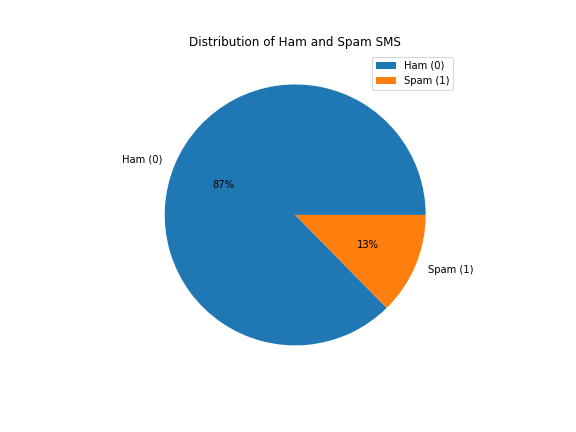 Distribution of Ham and Spam SMS
Ham (0)
Spam (1)
Ham (0)
87%
13%
Spam (1)